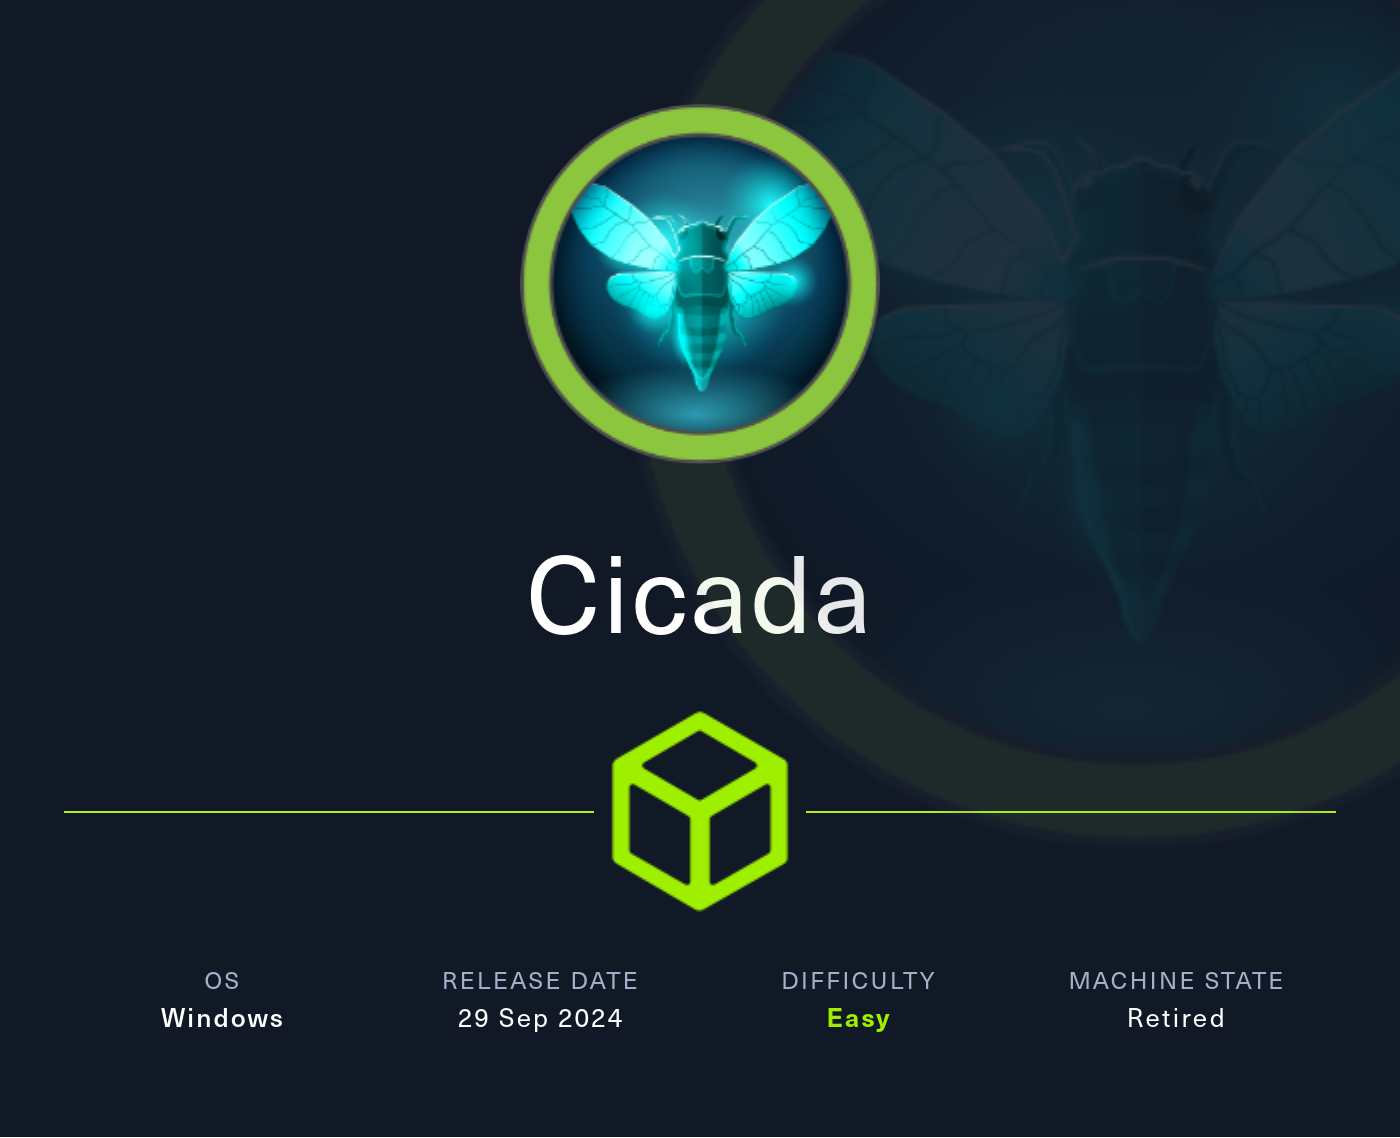 Cicada
OS
Windows
RELEASE DATE
29 Sep 2024
DIFFICULTY
Easy
MACHINE STATE
Retired